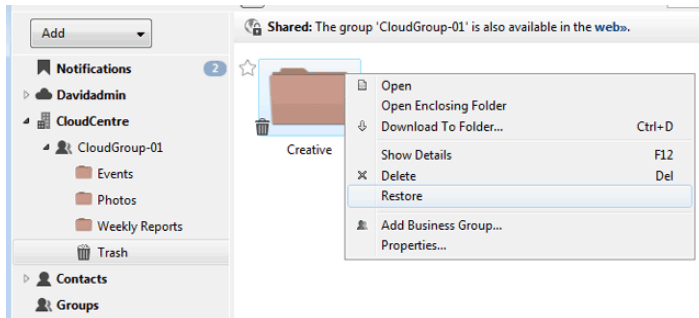 Add
Shared: The group 'CloudGroup-01' is also available in the web».
Notifications 2
Davidadmin
CloudCentre
CloudGroup-01
Events
Photos
Weekly Reports
Trash
Contacts
Groups
Creative
Open
Open Enclosing Folder
Download To Folder... Ctrl+D
Show Details F12
Delete Del
Restore
Add Business Group...
Properties...